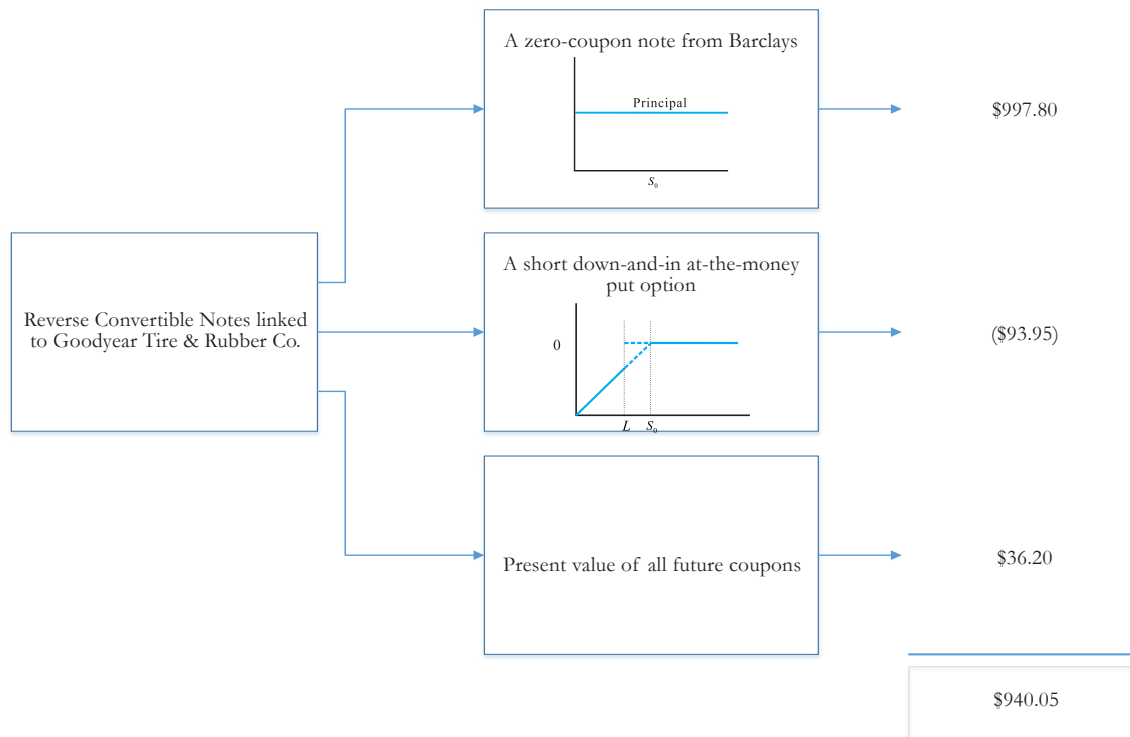 A zero-coupon note from Barclays
Principal
S0
$997.80
Reverse Convertible Notes linked
to Goodyear Tire & Rubber Co.
A short down-and-in at-the-money
put option
0
L S0
($93.95)
Present value of all future coupons
$36.20
$940.05